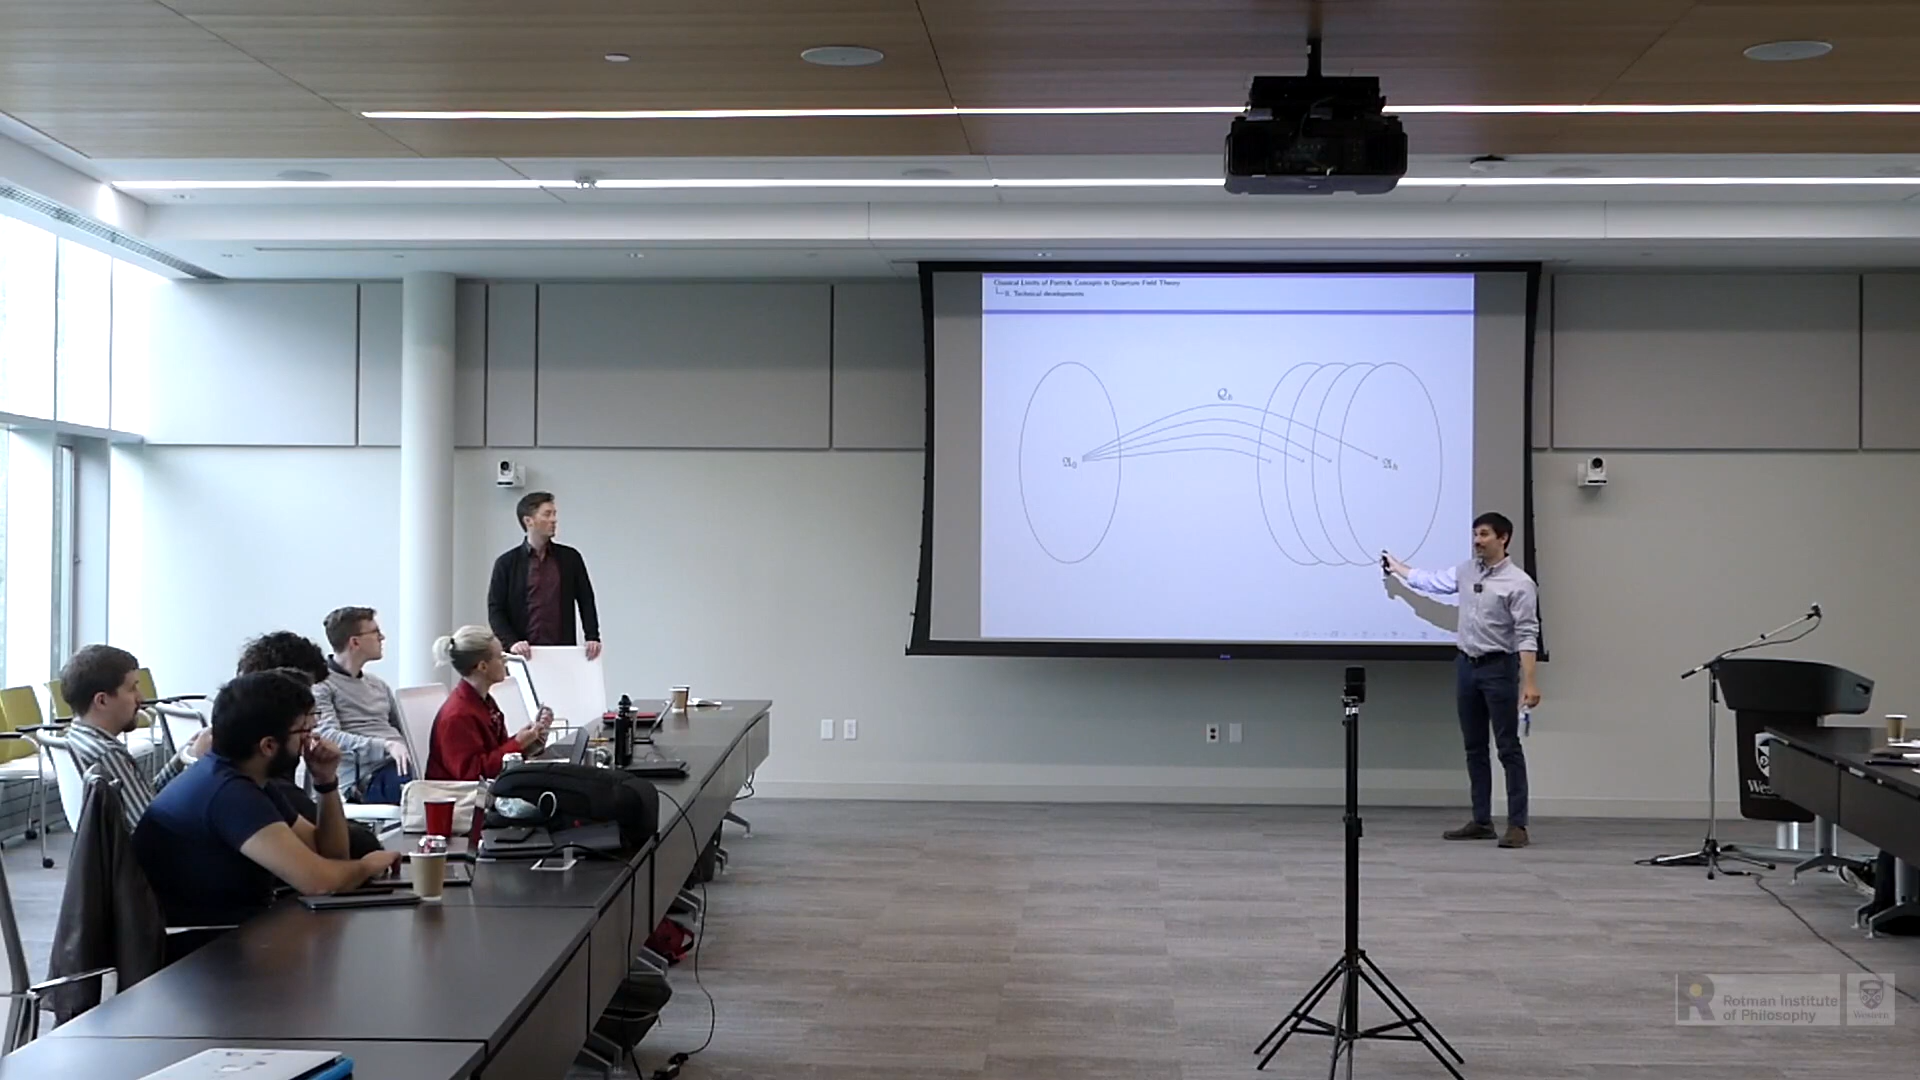 Classical Limits of Particle Concepts in Quantum Field Theory
II. Technical developments
𝔔ℏ
𝔄₀
𝔄ℏ
Rotman Institute
of Philosophy
Western